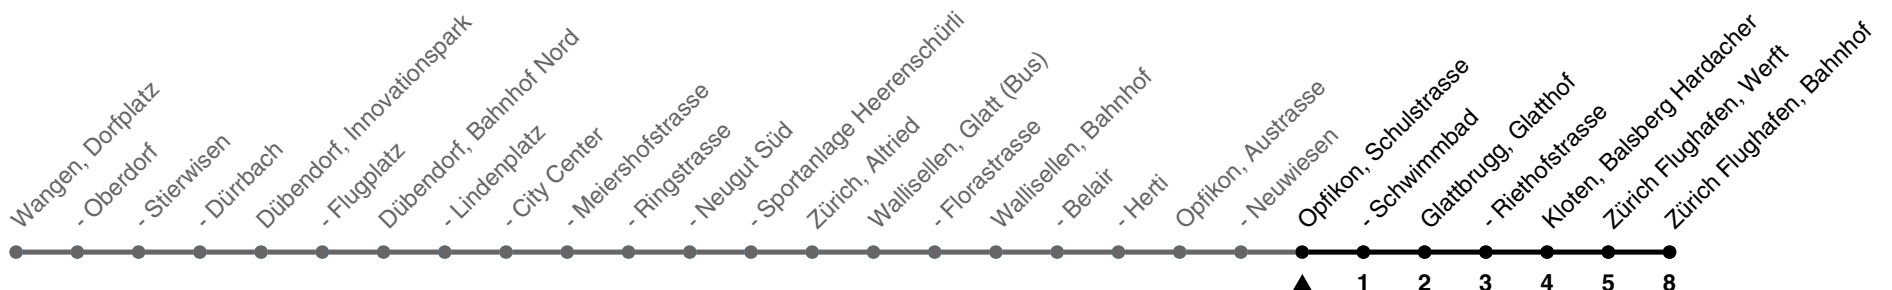 Wangen, Dorfplatz
- Oberdorf
- Stierwisen
- Dürrbach
Dübendorf, Innovationspark
- Flugplatz
Dübendorf, Bahnhof Nord
- Lindenplatz
- City Center
- Meiershofstrasse
- Ringstrasse
- Neugut Süd
- Sportanlage Heerenschürli
Zürich, Altried
Wallisellen, Glatt (Bus)
- Florastrasse
Wallisellen, Bahnhof
- Belair
- Herti
Opfikon, Austrasse
- Neuwiesen
Opfikon, Schulstrasse
- Schwimmbad
Glattbrugg, Glatthof
- Riethofstrasse
Kloten, Balsberg Hardacher
Zürich Flughafen, Werft
Zürich Flughafen, Bahnhof
1 2 3 4 5 8